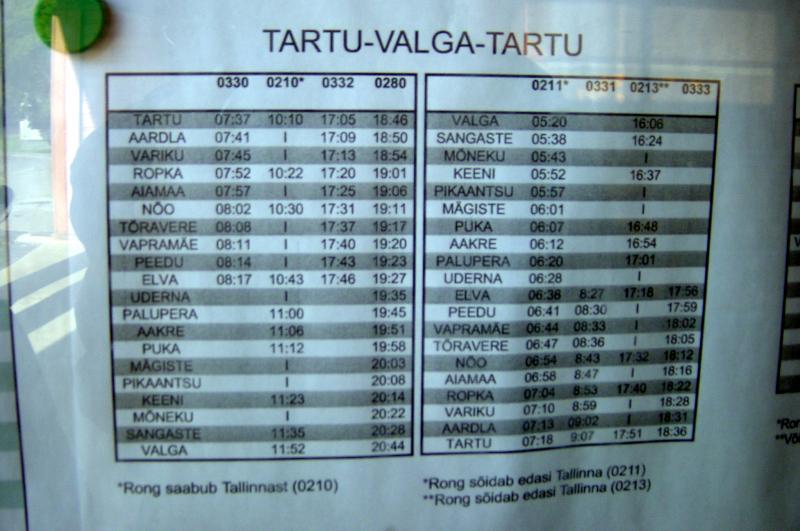 TARTU-VALGA-TARTU
0330 0210* 0332 0280
TARTU 07:37 10:10 17:05 18:46
AARDLA 07:41 I 17:09 18:50
VARIKU 07:45 I 17:13 18:54
ROPKA 07:52 10:22 17:20 19:01
AIAMAA 07:57 I 17:25 19:06
NÕO 08:02 10:30 17:31 19:11
TÕRAVERE 08:08 I 17:37 19:17
VAPRAMÄE 08:11 I 17:40 19:20
PEEDU 08:14 I 17:43 19:23
ELVA 08:17 10:43 17:46 19:27
UDERNA I 19:35
PALUPERA 11:00 19:45
AAKRE 11:06 19:51
PUKA 11:12 19:58
MÄGISTE I 20:03
PIKAANTSU I 20:08
KEENI 11:23 20:14
MÕNEKU I 20:22
SANGASTE 11:35 20:28
VALGA 11:52 20:44
*Rong saabub Tallinnast (0210)
0211* 0331 0213** 0333
VALGA 05:20 16:06
SANGASTE 05:38 16:24
MÕNEKU 05:43 I
KEENI 05:52 16:37
PIKAANTSU 05:57 I
MÄGISTE 06:01 I
PUKA 06:07 16:48
AAKRE 06:12 16:54
PALUPERA 06:20 17:01
UDERNA 06:28 I
ELVA 06:38 8:27 17:18 17:56
PEEDU 06:41 08:30 I 17:59
VAPRAMÄE 06:44 08:33 I 18:02
TÕRAVERE 06:47 08:36 I 18:05
NÕO 06:54 8:43 17:32 18:12
AIAMAA 06:58 8:47 I 18:16
ROPKA 07:04 8:53 17:40 18:22
VARIKU 07:10 8:59 I 18:28
AARDLA 07:13 09:02 I 18:31
TARTU 07:18 9:07 17:51 18:36
*Rong sõidab edasi Tallinna (0211)
**Rong sõidab edasi Tallinna (0213)
*Ron
**Võ